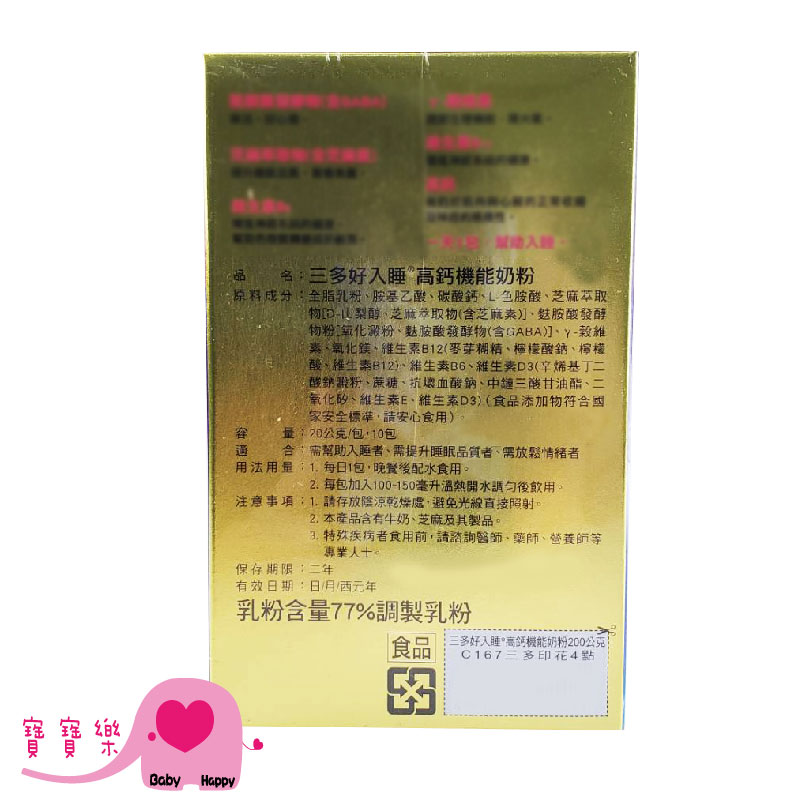 品名：三多好入睡®高鈣機能奶粉
原料成分：全脂乳粉、胺基乙酸、碳酸鈣、L-色胺酸、芝麻萃取
物[D-山梨醇、芝麻萃取物(含芝麻素)]、麩胺酸發酵
物粉[氧化澱粉、麩胺酸發酵物(含GABA)]、γ-穀維
素、氧化鎂、維生素B12(麥芽糊精、檸檬酸鈉、檸檬
酸、維生素B12)、維生素B6、維生素D3(辛烯基丁二
酸鈉澱粉、蔗糖、抗壞血酸鈉、中鏈三酸甘油酯、二
氧化矽、維生素E、維生素D3)(食品添加物符合國
家安全標準，請安心食用)。
容量：20公克/包，10包
適合：需幫助入睡者、需提升睡眠品質者、需放鬆情緒者
用法用量：1. 每日1包，晚餐後配水食用。
2. 每包加入100-150毫升溫熱開水調勻後飲用。
注意事項：1. 請存放陰涼乾燥處，避免光線直接照射。
2. 本產品含有牛奶、芝麻及其製品。
3. 特殊疾病者食用前，請諮詢醫師、藥師、營養師等
專業人士。
保存期限：二年
有效日期：日/月/西元年
乳粉含量77%調製乳粉
食品
三多好入睡®高鈣機能奶粉200公克
C167三多印花4點
寶寶樂
Baby Happy